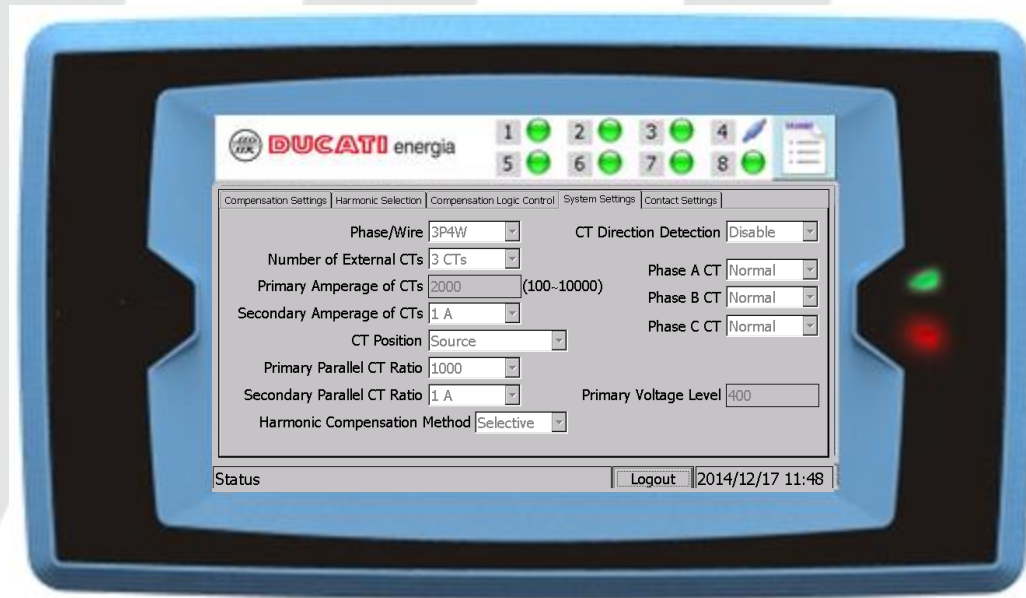 DUCATI energia
1 2 3 4
5 6 7 8
Compensation Settings Harmonic Selection Compensation Logic Control System Settings Contact Settings
Phase/Wire 3P4W CT Direction Detection Disable
Number of External CTs 3 CTs
Phase A CT Normal
Primary Amperage of CTs 2000 (100~10000)
Phase B CT Normal
Secondary Amperage of CTs 1 A
Phase C CT Normal
CT Position Source
Primary Parallel CT Ratio 1000
Secondary Parallel CT Ratio 1 A Primary Voltage Level 400
Harmonic Compensation Method Selective
Status Logout 2014/12/17 11:48